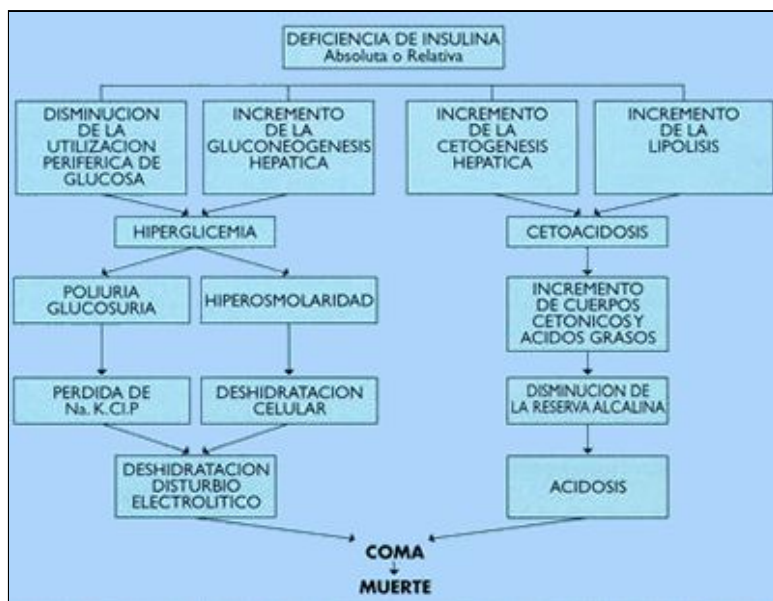 DEFICIENCIA DE INSULINA
Absoluta o Relativa
DISMINUCION
DE LA
UTILIZACION
PERIFERICA DE
GLUCOSA
INCREMENTO
DE LA
GLUCONEOGENESIS
HEPATICA
INCREMENTO
DE LA
CETOGENESIS
HEPATICA
INCREMENTO
DE LA
LIPOLISIS
HIPERGLICEMIA
CETOACIDOSIS
POLIURIA
GLUCOSURIA
HIPEROSMOLARIDAD
INCREMENTO
DE CUERPOS
CETONICOS Y
ACIDOS GRASOS
PERDIDA DE
Na. K.Cl.P
DESHIDRATACION
CELULAR
DISMINUCION DE
LA RESERVA ALCALINA
DESHIDRATACION
DISTURBIO
ELECTROLITICO
ACIDOSIS
COMA
MUERTE